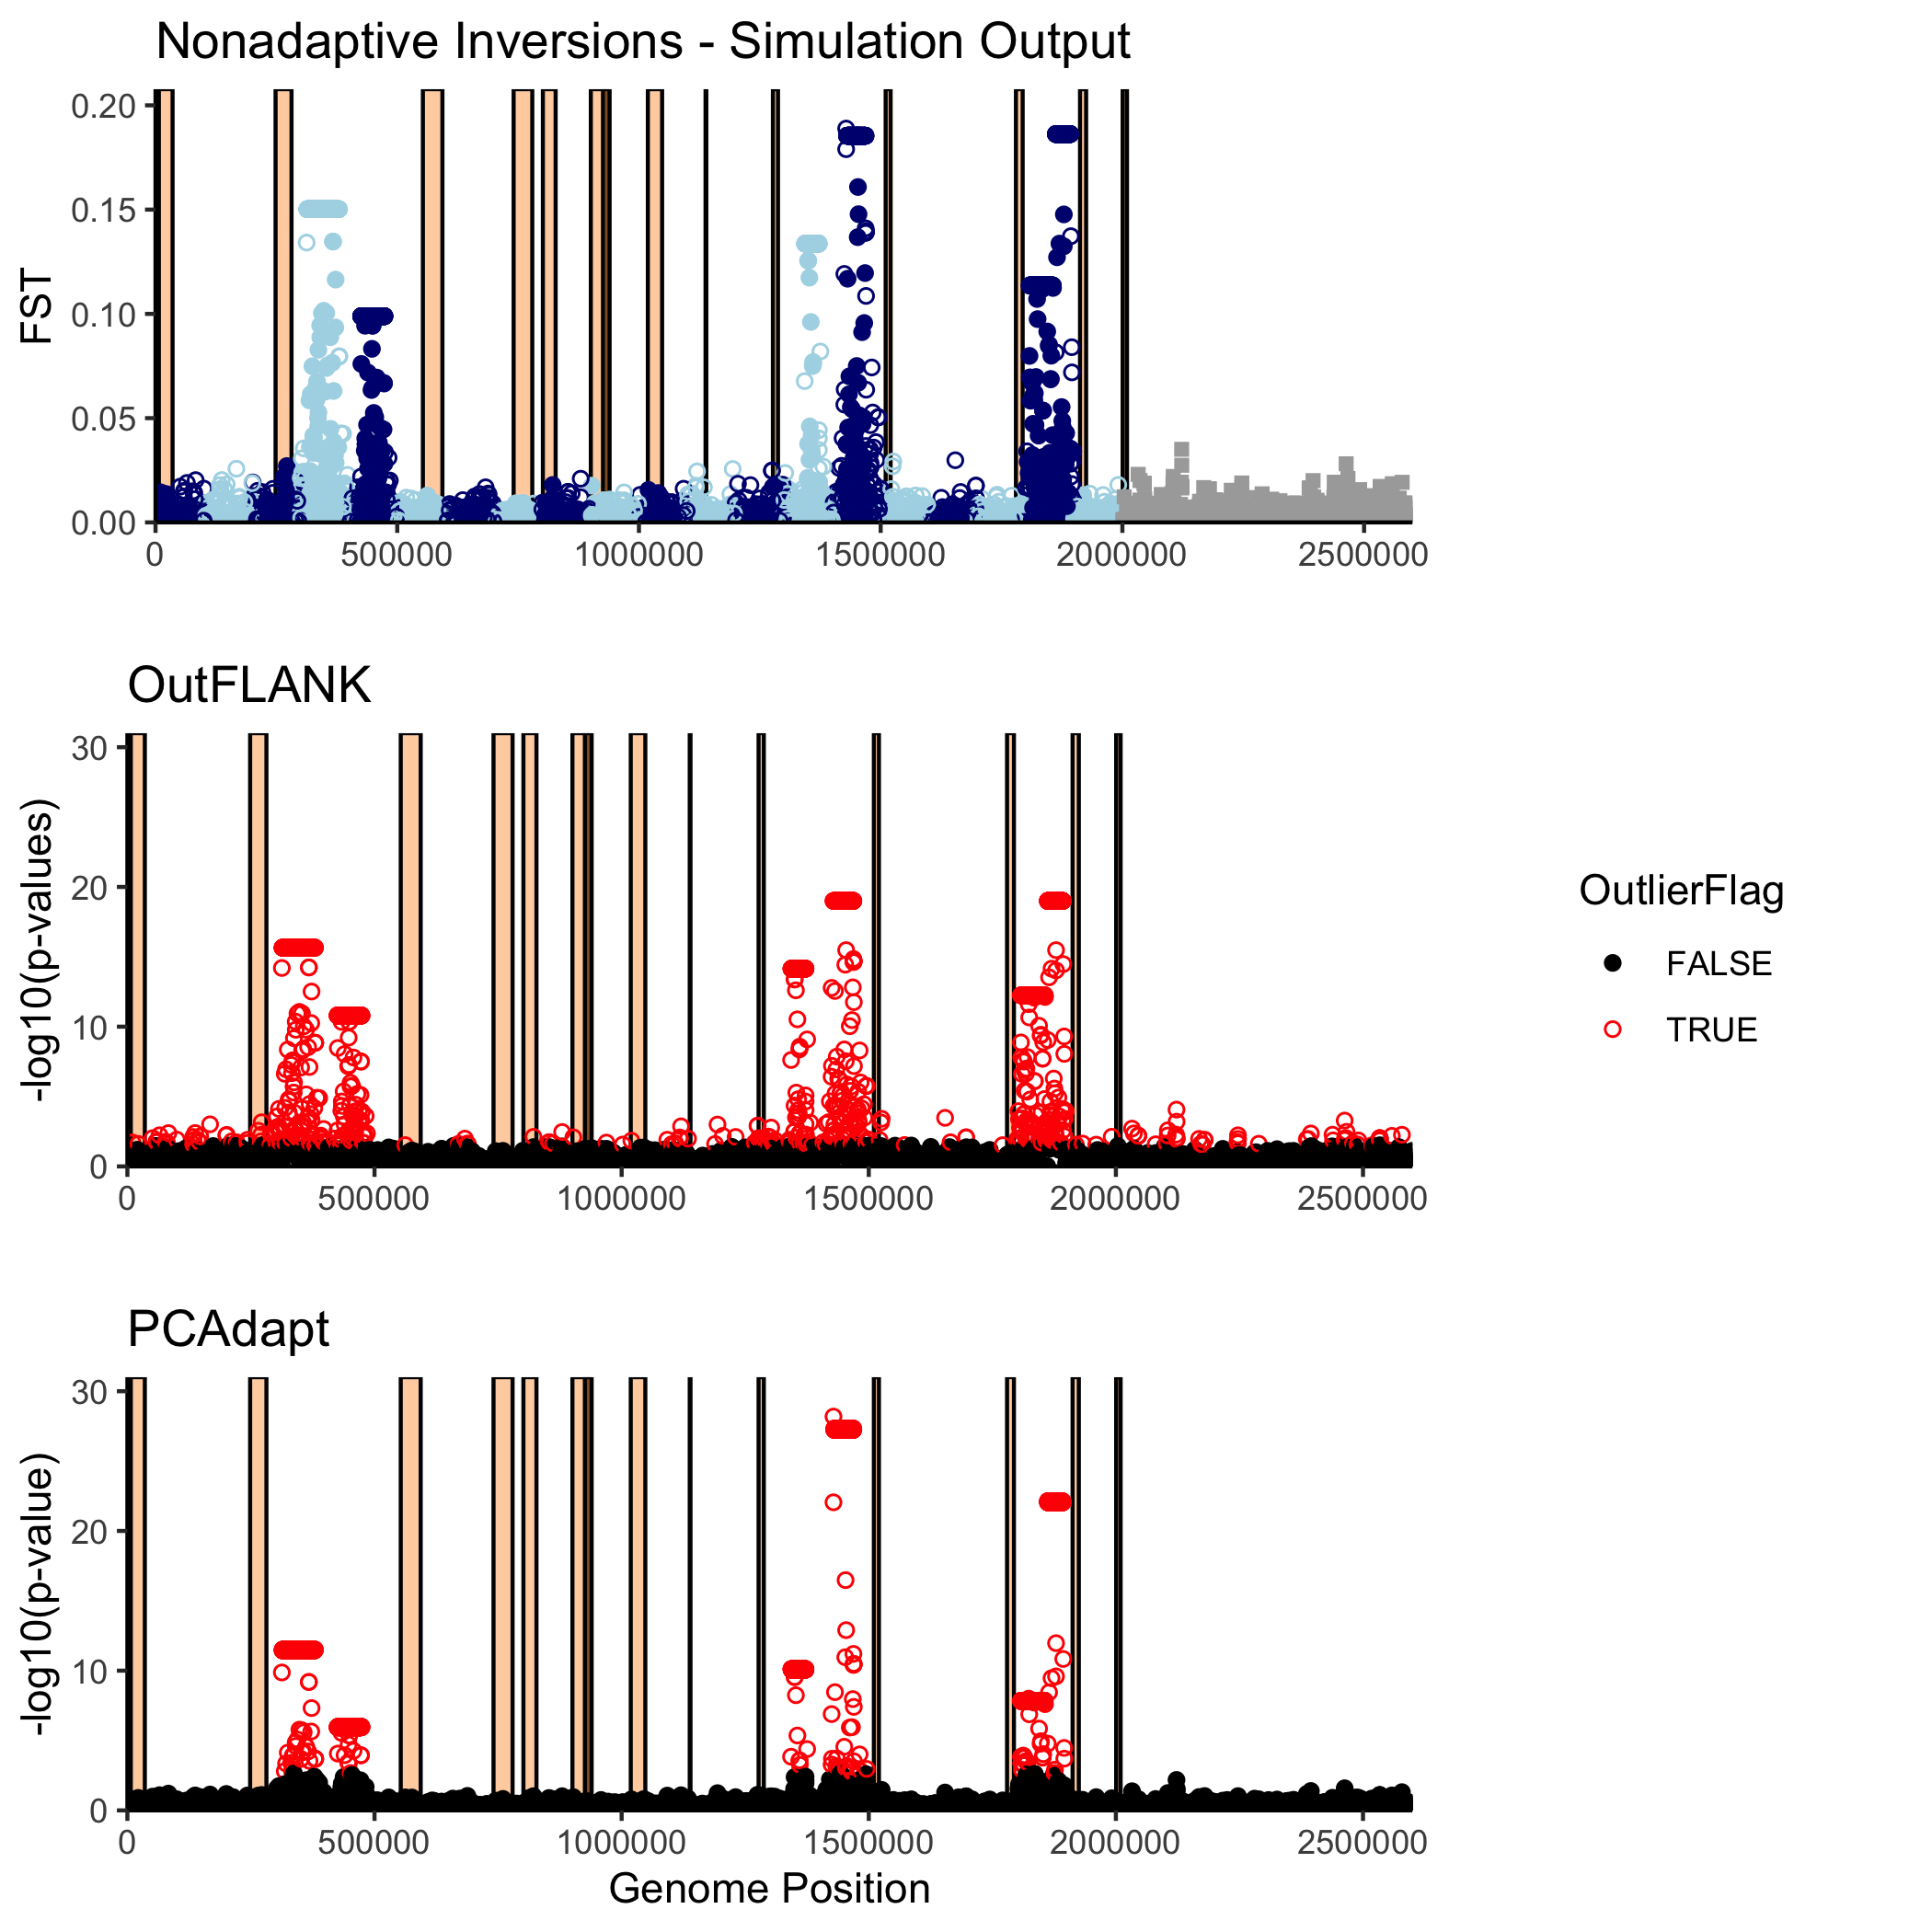 Nonadaptive Inversions - Simulation Output
FST
0.20
0.15
0.10
0.05
0.00
0 500000 1000000 1500000 2000000 2500000
OutFLANK
-log10(p-values)
30
20
10
0
0 500000 1000000 1500000 2000000 2500000
OutlierFlag
FALSE
TRUE
PCAdapt
-log10(p-value)
30
20
10
0
0 500000 1000000 1500000 2000000 2500000
Genome Position